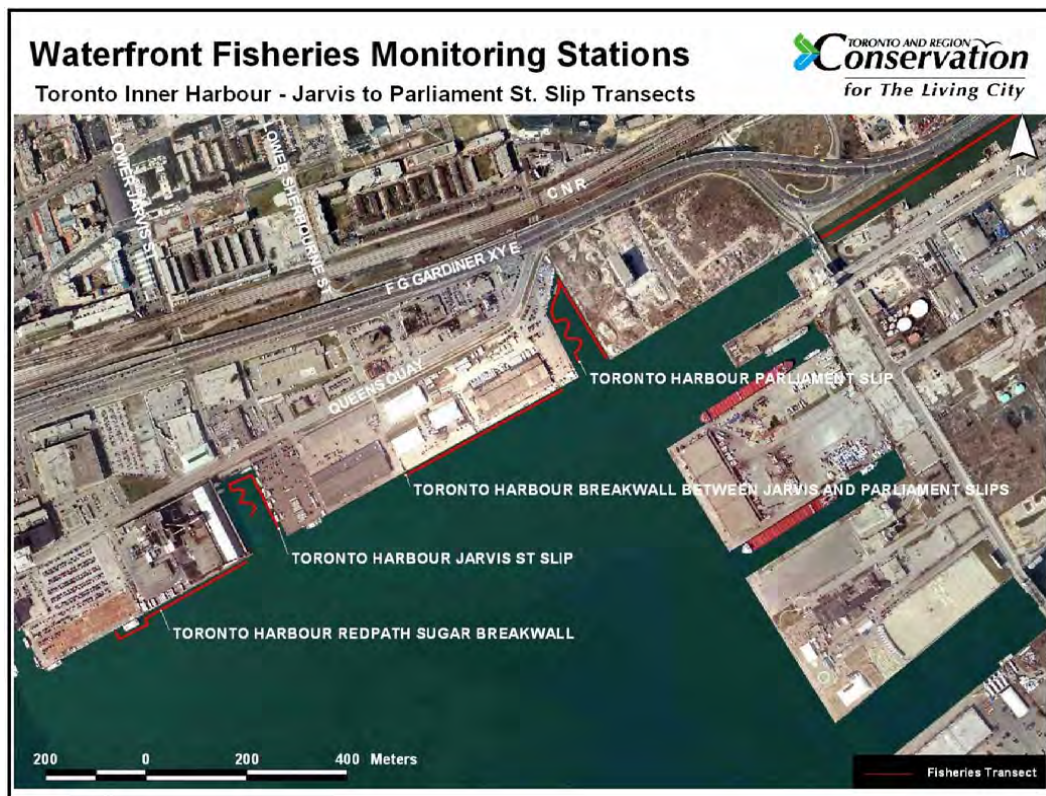 Waterfront Fisheries Monitoring Stations
Toronto Inner Harbour - Jarvis to Parliament St. Slip Transects
TORONTO AND REGION
Conservation
for The Living City
N
LOWER JARVIS ST
LOWER SHERBOURNE ST
C N R
F G GARDINER XY E
QUEENS QUAY
TORONTO HARBOUR PARLIAMENT SLIP
TORONTO HARBOUR BREAKWALL BETWEEN JARVIS AND PARLIAMENT SLIPS
TORONTO HARBOUR JARVIS ST SLIP
TORONTO HARBOUR REDPATH SUGAR BREAKWALL
200 0 200 400 Meters
Fisheries Transect